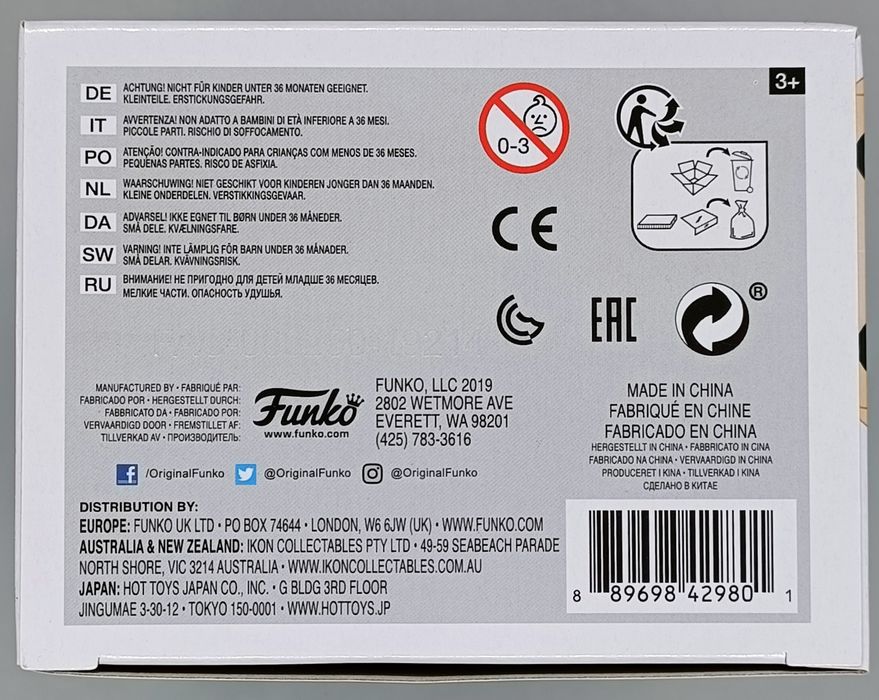 3+
DE ACHTUNG! NICHT FÜR KINDER UNTER 36 MONATEN GEEIGNET.
KLEINTEILE. ERSTICKUNGSGEFAHR.
IT AVVERTENZA! NON ADATTO A BAMBINI DI ETÀ INFERIORE A 36 MESI.
PICCOLE PARTI. RISCHIO DI SOFFOCAMENTO.
PO ATENÇÃO! CONTRA-INDICADO PARA CRIANÇAS COM MENOS DE 36 MESES.
PEQUENAS PARTES. RISCO DE ASFIXIA.
NL WAARSCHUWING! NIET GESCHIKT VOOR KINDEREN JONGER DAN 36 MAANDEN.
KLEINE ONDERDELEN. VERSTIKKINGSGEVAAR.
DA ADVARSEL! IKKE EGNET TIL BØRN UNDER 36 MÅNEDER.
SMÅ DELE. KVÆLNINGSFARE.
SW VARNING! INTE LÄMPLIG FÖR BARN UNDER 36 MÅNADER.
SMÅ DELAR. KVÄVNINGSRISK.
RU ВНИМАНИЕ! НЕ ПРИГОДНО ДЛЯ ДЕТЕЙ МЛАДШЕ 36 МЕСЯЦЕВ.
МЕЛКИЕ ЧАСТИ. ОПАСНОСТЬ УДУШЬЯ.
0-3
CE
EAC
®
MANUFACTURED BY • FABRIQUÉ PAR:
FABRICADO POR • HERGESTELLT DURCH:
FABBRICATO DA • FABRICADO POR:
VERVAARDIGD DOOR • FREMSTILLET AF:
TILLVERKAD AV • ПРОИЗВОДИТЕЛЬ:
Funko
www.funko.com
FUNKO, LLC 2019
2802 WETMORE AVE
EVERETT, WA 98201
(425) 783-3616
MADE IN CHINA
FABRIQUÉ EN CHINE
FABRICADO EN CHINA
HERGESTELLT IN CHINA • FABBRICATO IN CINA
FABRICADO NA CHINA • VERVAARDIGD IN CHINA
PRODUCERET I KINA • TILLVERKAD I KINA
СДЕЛАНО В КИТАЕ
/OriginalFunko @OriginalFunko @OriginalFunko
DISTRIBUTION BY:
EUROPE: FUNKO UK LTD • PO BOX 74644 • LONDON, W6 6JW (UK) • WWW.FUNKO.COM
AUSTRALIA & NEW ZEALAND: IKON COLLECTABLES PTY LTD • 49-59 SEABEACH PARADE
NORTH SHORE, VIC 3214 AUSTRALIA • WWW.IKONCOLLECTABLES.COM.AU
JAPAN: HOT TOYS JAPAN CO., INC. • G BLDG 3RD FLOOR
JINGUMAE 3-30-12 • TOKYO 150-0001 • WWW.HOTTOYS.JP
8 89698 42980 1